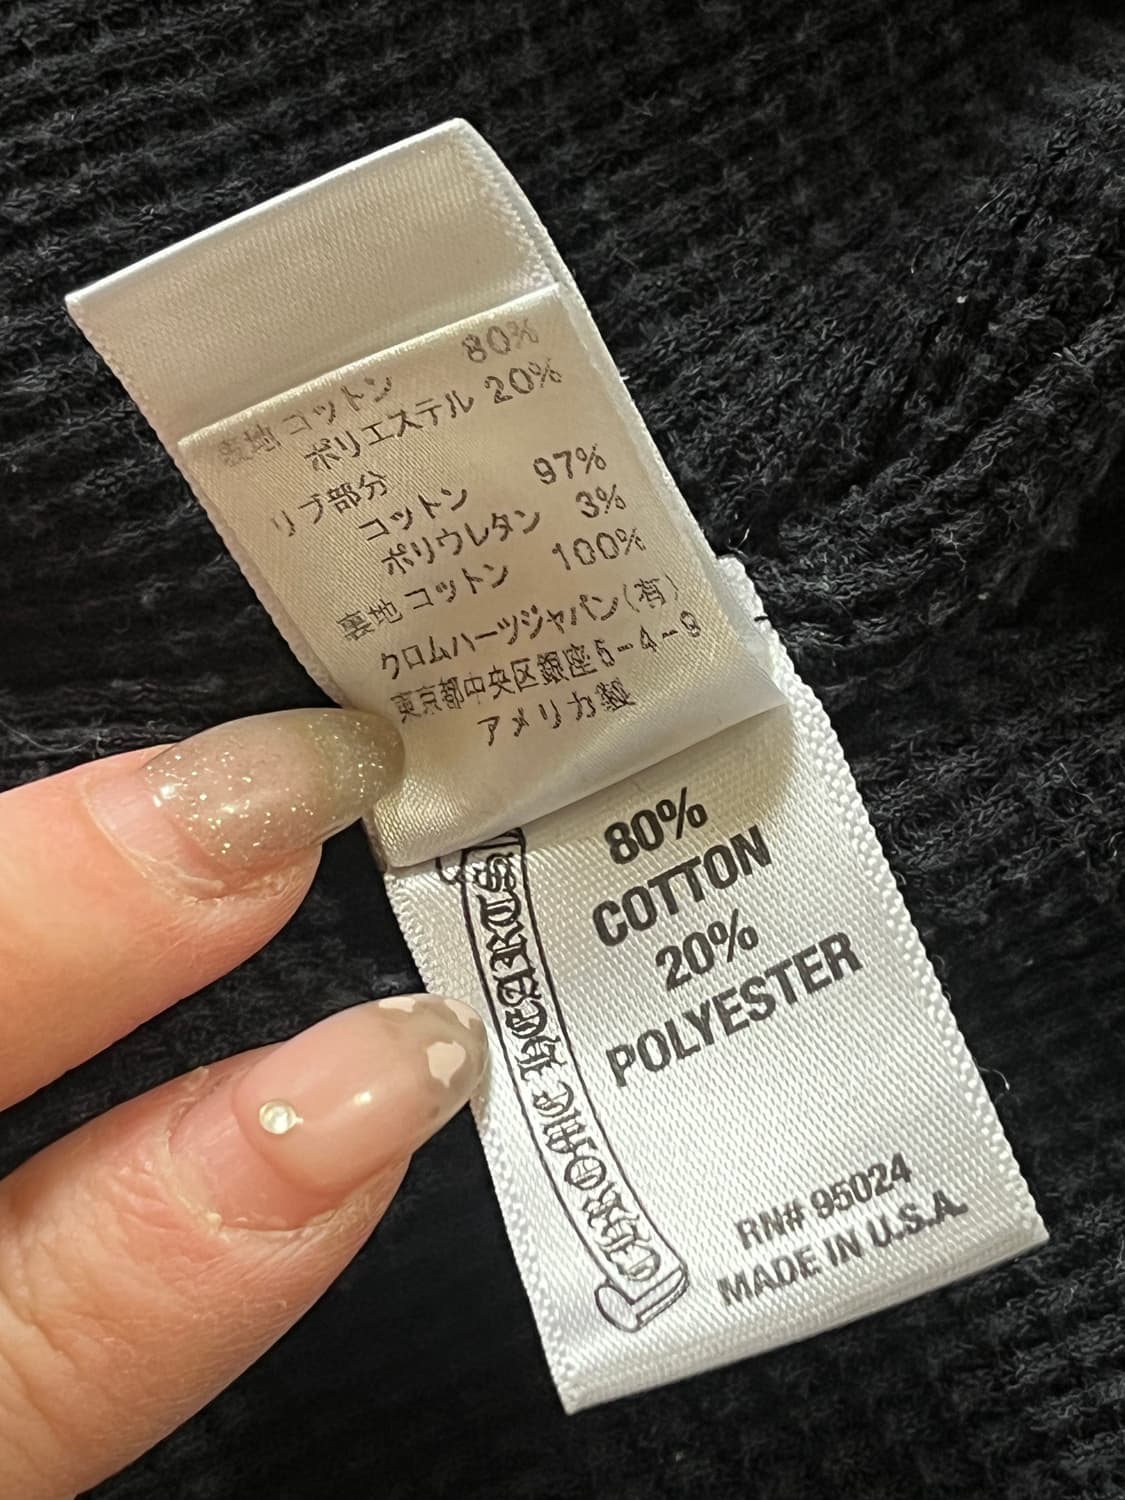 表地 コットン 80%
ポリエステル 20%
リブ部分
コットン 97%
ポリウレタン 3%
裏地 コットン 100%
クロムハーツジャパン(有)
東京都中央区銀座5-4-9
アメリカ製
80%
COTTON
20%
POLYESTER
CHROME HEARTS
RN# 95024
MADE IN U.S.A.